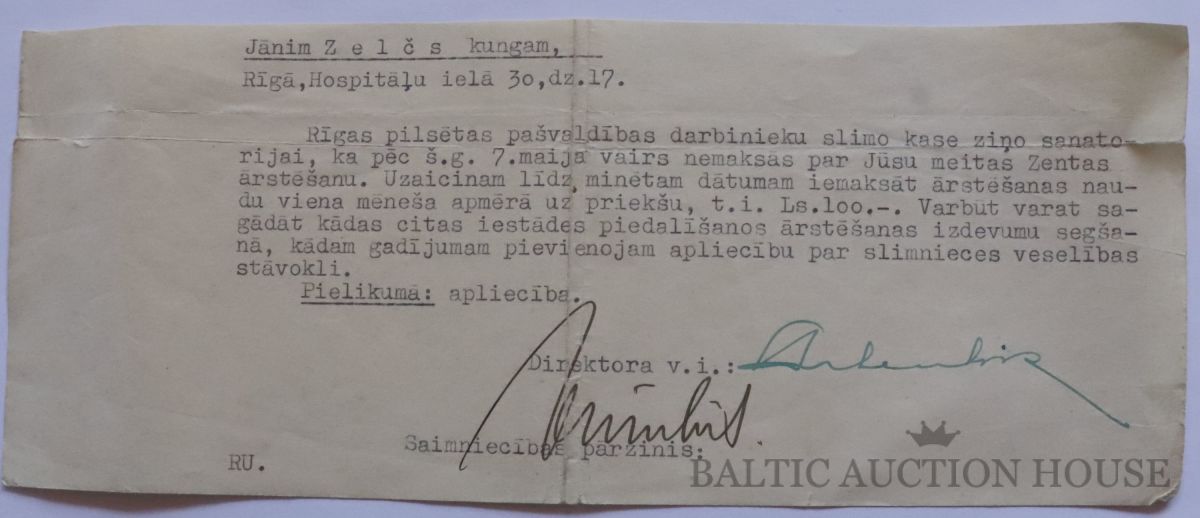 Jānim Z e l č s kungam,
Rīgā,Hospitāļu ielā 30,dz.17.
Rīgas pilsētas pašvaldības darbinieku slimo kase ziņo sanato-
rijai, ka pēc š.g. 7.maija vairs nemaksās par Jūsu meitas Zentas
ārstēšanu. Uzaicinam līdz minētam dātumam iemaksāt ārstēšanas nau-
du viena mēneša apmērā uz priekšu, t.i. Ls.100.-. Varbūt varat sa-
gādāt kādas citas iestādes piedalīšanos ārstēšanas izdevumu segša-
nā, kādam gadījumam pievienojam apliecību par slimnieces veselības
stāvokli.
Pielikumā: apliecība.
Direktora v.i.:
Saimniecības pārzinis:
RU.
BALTIC AUCTION HOUSE